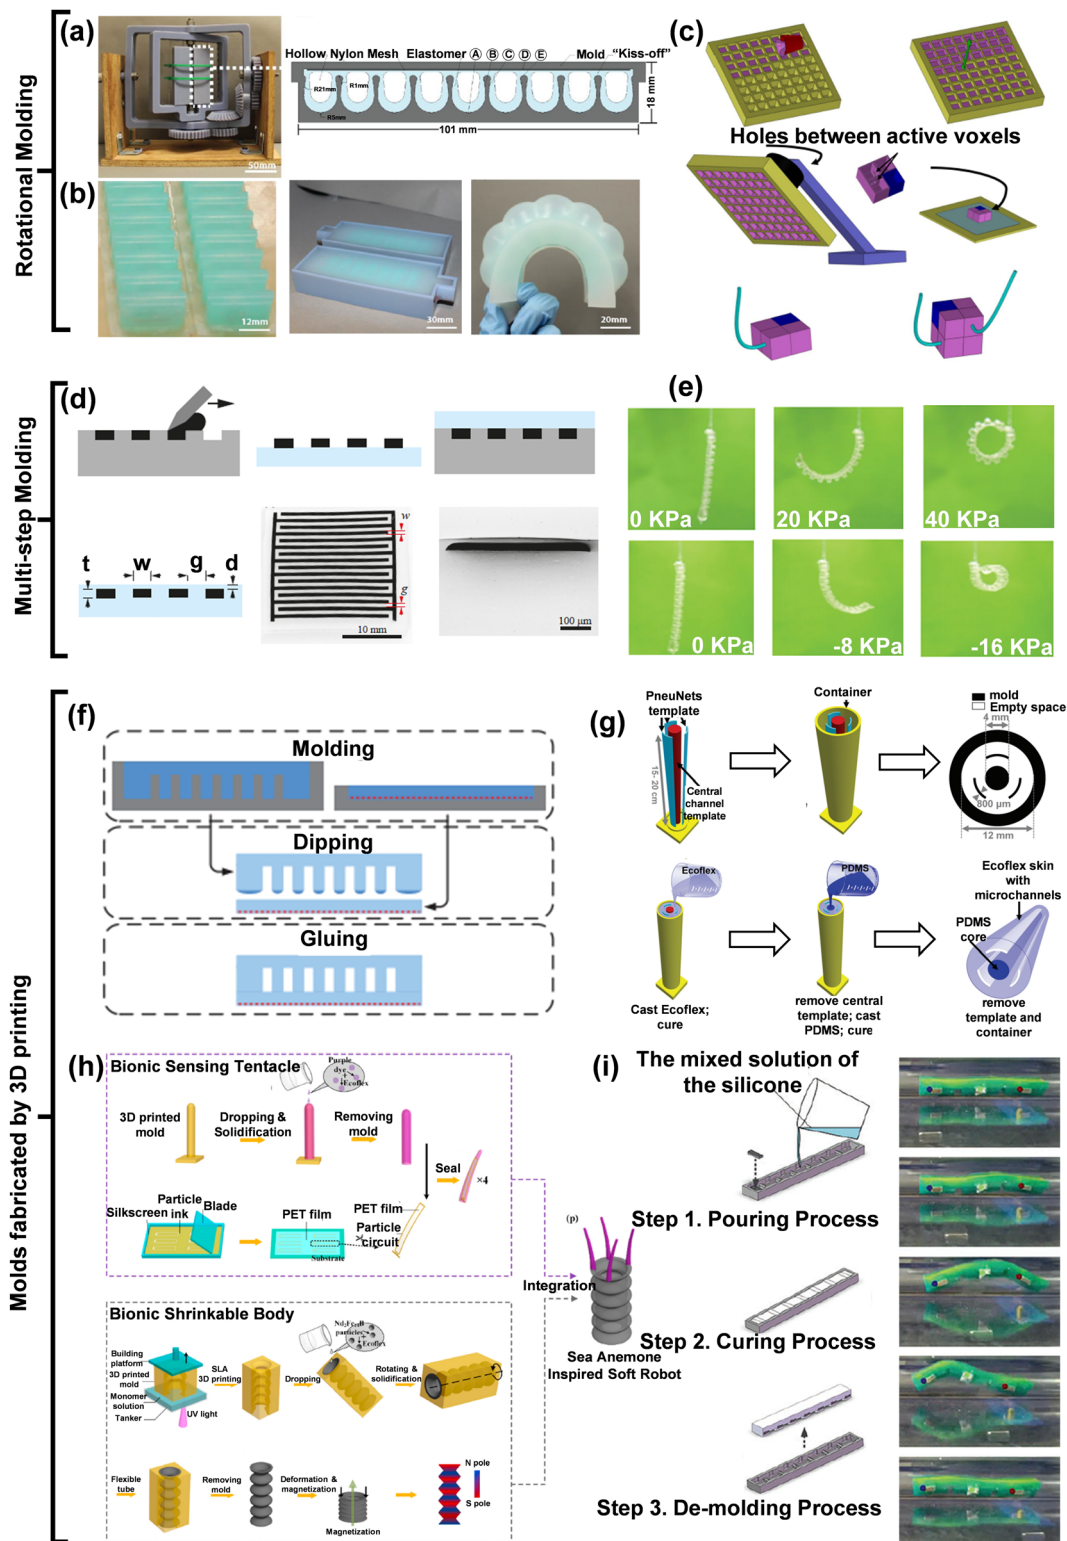 Rotational Molding
(a)
50mm
Hollow Nylon Mesh Elastomer Ⓐ Ⓑ Ⓒ Ⓓ Ⓔ Mold “Kiss-off”
R21mm
R1mm
R5mm
18 mm
101 mm
(b)
12mm
30mm
20mm
(c)
Holes between active voxels
Multi-step Molding
(d)
t
w
g
d
w
g
10 mm
100 μm
(e)
0 KPa
20 KPa
40 KPa
0 KPa
-8 KPa
-16 KPa
Molds fabricated by 3D printing
(f)
Molding
Dipping
Gluing
(g)
PneuNets
template
15- 20 cm
Central
channel
template
Container
mold
Empty space
4 mm
800 μm
12 mm
Ecoflex
Cast Ecoflex;
cure
PDMS
remove central
template; cast
PDMS; cure
Ecoflex skin
with
microchannels
PDMS
core
remove
template and
container
(h)
Bionic Sensing Tentacle
Purple
dye
+
Ecoflex
3D printed
mold
Dropping &
Solidification
Removing
mold
Seal
×4
Silkscreen
Particle
ink
Blade
PET film
Substrate
PET film
Particle
circuit
Bionic Shrinkable Body
Building
platform
3D printed
mold
Monomer
solution
Tanker
UV light
SLA
3D printing
Nd₂Fe₁₄B
particles
+
Ecoflex
Dropping
Rotating &
solidification
Flexible
tube
Removing
mold
Deformation &
magnetization
Magnetization
N pole
S pole
Integration
(p)
Sea Anemone
Inspired Soft Robot
(i)
The mixed solution of
the silicone
Step 1. Pouring Process
Step 2. Curing Process
Step 3. De-molding Process